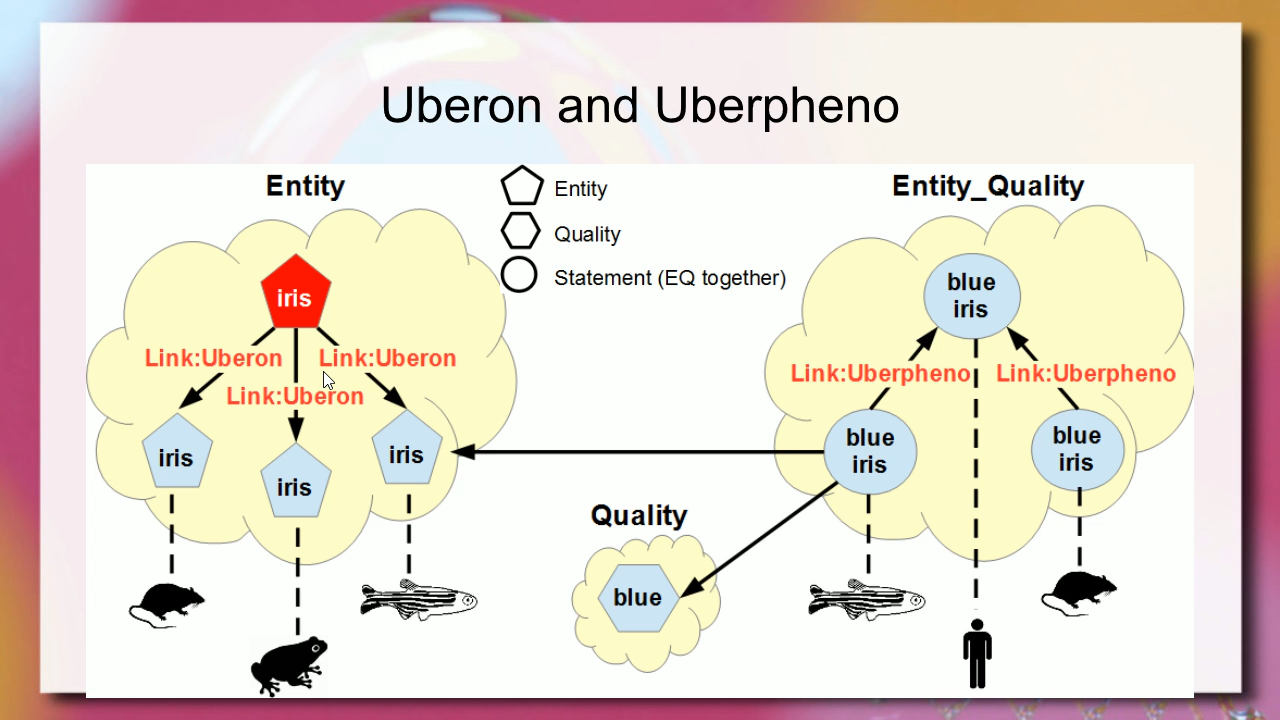 Uberon and Uberpheno
Entity
Entity
Quality
Statement (EQ together)
Entity_Quality
iris
Link:Uberon
Link:Uberon
Link:Uberon
iris
iris
iris
Quality
blue
blue
iris
Link:Uberpheno
Link:Uberpheno
blue
iris
blue
iris